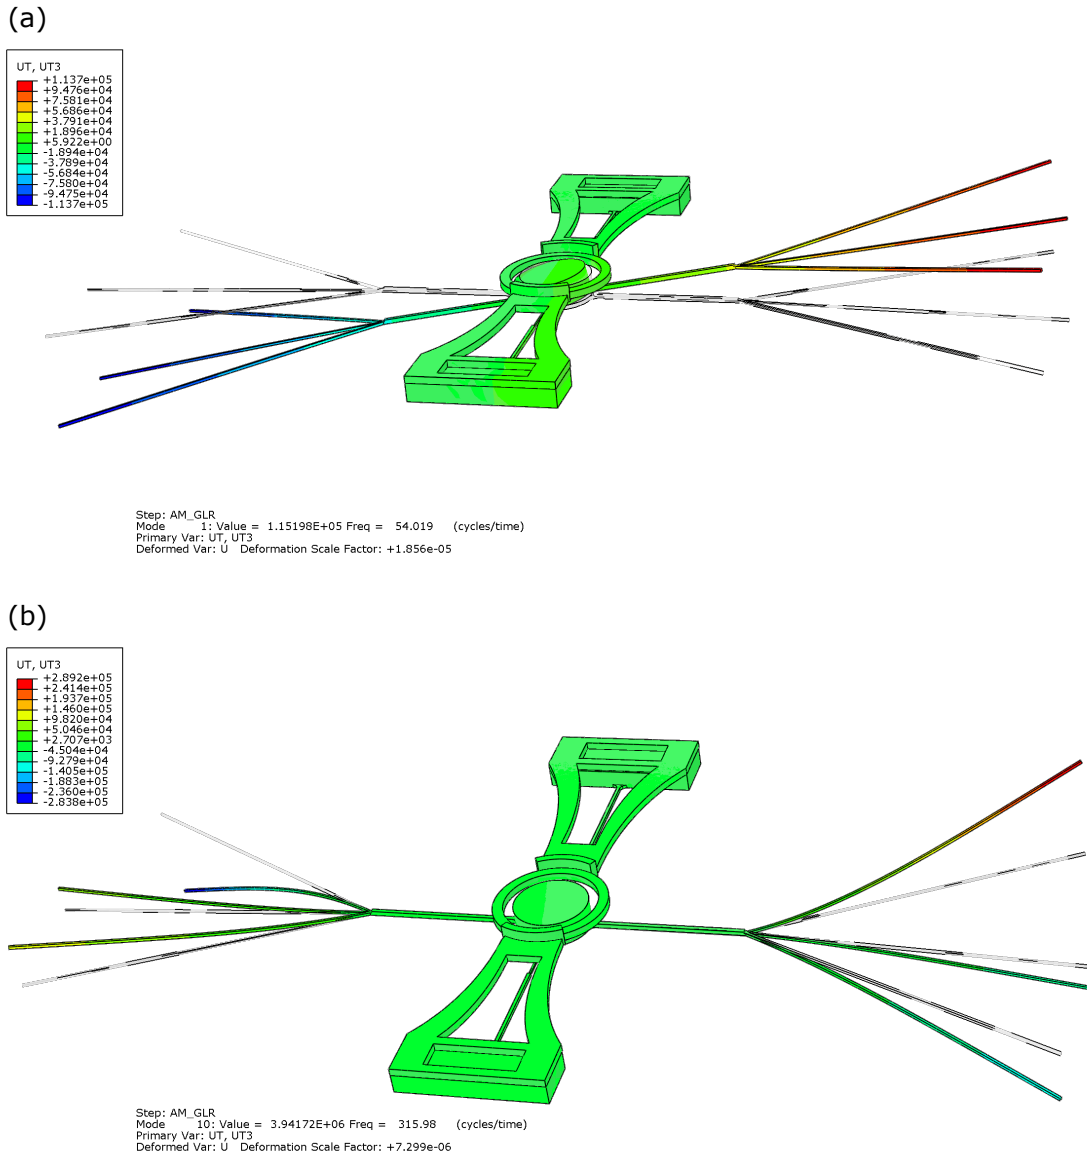 (a)
UT, UT3
+1.137e+05
+9.476e+04
+7.581e+04
+5.686e+04
+3.791e+04
+1.896e+04
+5.922e+00
-1.894e+04
-3.789e+04
-5.684e+04
-7.580e+04
-9.475e+04
-1.137e+05
Step: AM_GLR
Mode 1: Value = 1.15198E+05 Freq = 54.019 (cycles/time)
Primary Var: UT, UT3
Deformed Var: U Deformation Scale Factor: +1.856e-05
(b)
UT, UT3
+2.892e+05
+2.414e+05
+1.937e+05
+1.460e+05
+9.820e+04
+5.046e+04
+2.707e+03
-4.504e+04
-9.279e+04
-1.405e+05
-1.883e+05
-2.360e+05
-2.838e+05
Step: AM_GLR
Mode 10: Value = 3.94172E+06 Freq = 315.98 (cycles/time)
Primary Var: UT, UT3
Deformed Var: U Deformation Scale Factor: +7.299e-06